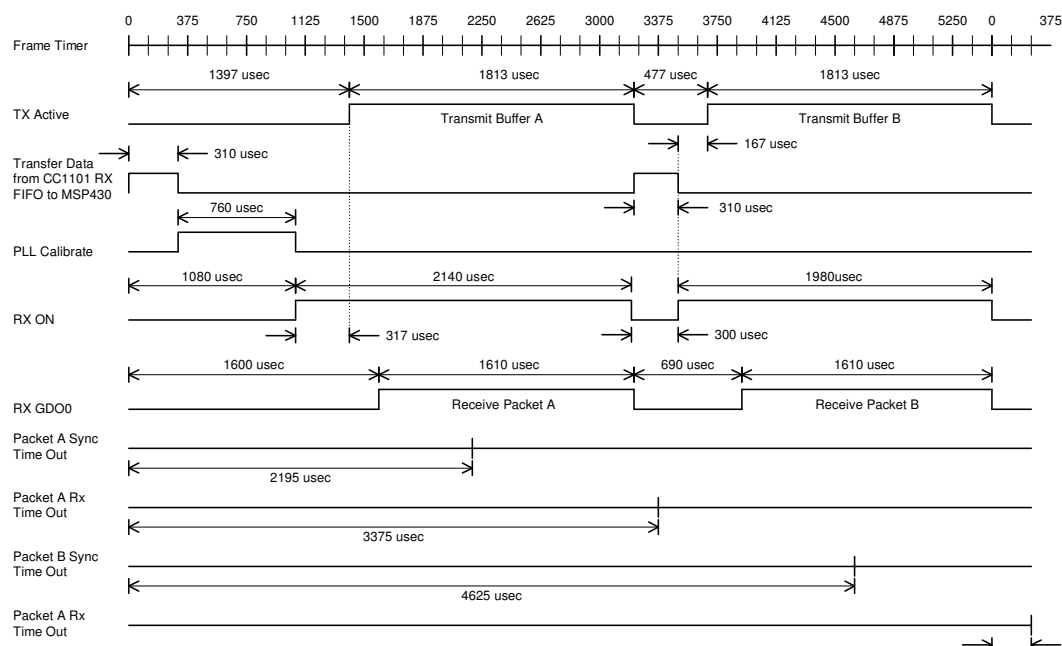 0 375 750 1125 1500 1875 2250 2625 3000 3375 3750 4125 4500 4875 5250 0 375
Frame Timer
1397 usec 1813 usec 477 usec 1813 usec
TX Active
Transmit Buffer A Transmit Buffer B
167 usec
310 usec
Transfer Data
from CC1101 RX
FIFO to MSP430
310 usec
760 usec
PLL Calibrate
1080 usec 2140 usec 1980usec
RX ON
317 usec 300 usec
1600 usec 1610 usec 690 usec 1610 usec
RX GDO0
Receive Packet A Receive Packet B
Packet A Sync
Time Out
2195 usec
Packet A Rx
Time Out
3375 usec
Packet B Sync
Time Out
4625 usec
Packet A Rx
Time Out